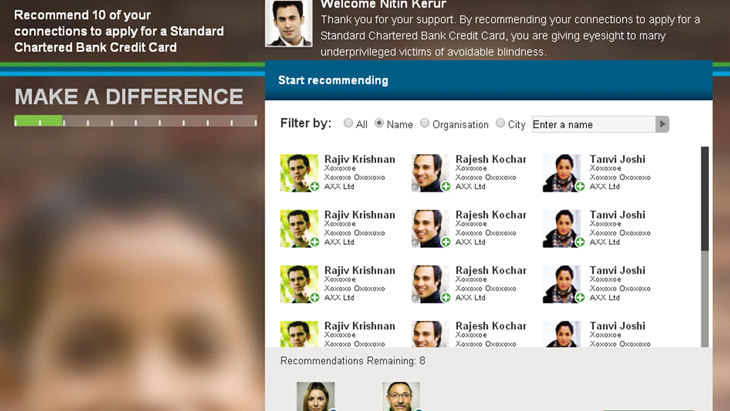 Recommend 10 of your
connections to apply for a Standard
Chartered Bank Credit Card
MAKE A DIFFERENCE
Welcome Nitin Kerur
Thank you for your support. By recommending your connections to apply for a
Standard Chartered Bank Credit Card, you are giving eyesight to many
underprivileged victims of avoidable blindness.
Start recommending
Filter by: All Name Organisation City Enter a name
Rajiv Krishnan Rajesh Kochar Tanvi Joshi
Xoxoxoe Xoxoxoe Xoxoxoe
Xoxoxo Oxoxoxo Xoxoxo Oxoxoxo Xoxoxo Oxoxoxo
AXX Ltd AXX Ltd AXX Ltd
Rajiv Krishnan Rajesh Kochar Tanvi Joshi
Xoxoxoe Xoxoxoe Xoxoxoe
Xoxoxo Oxoxoxo Xoxoxo Oxoxoxo Xoxoxo Oxoxoxo
AXX Ltd AXX Ltd AXX Ltd
Rajiv Krishnan Rajesh Kochar Tanvi Joshi
Xoxoxoe Xoxoxoe Xoxoxoe
Xoxoxo Oxoxoxo Xoxoxo Oxoxoxo Xoxoxo Oxoxoxo
AXX Ltd AXX Ltd AXX Ltd
Rajiv Krishnan Rajesh Kochar Tanvi Joshi
Xoxoxoe Xoxoxoe Xoxoxoe
Xoxoxo Oxoxoxo Xoxoxo Oxoxoxo Xoxoxo Oxoxoxo
Recommendations Remaining: 8